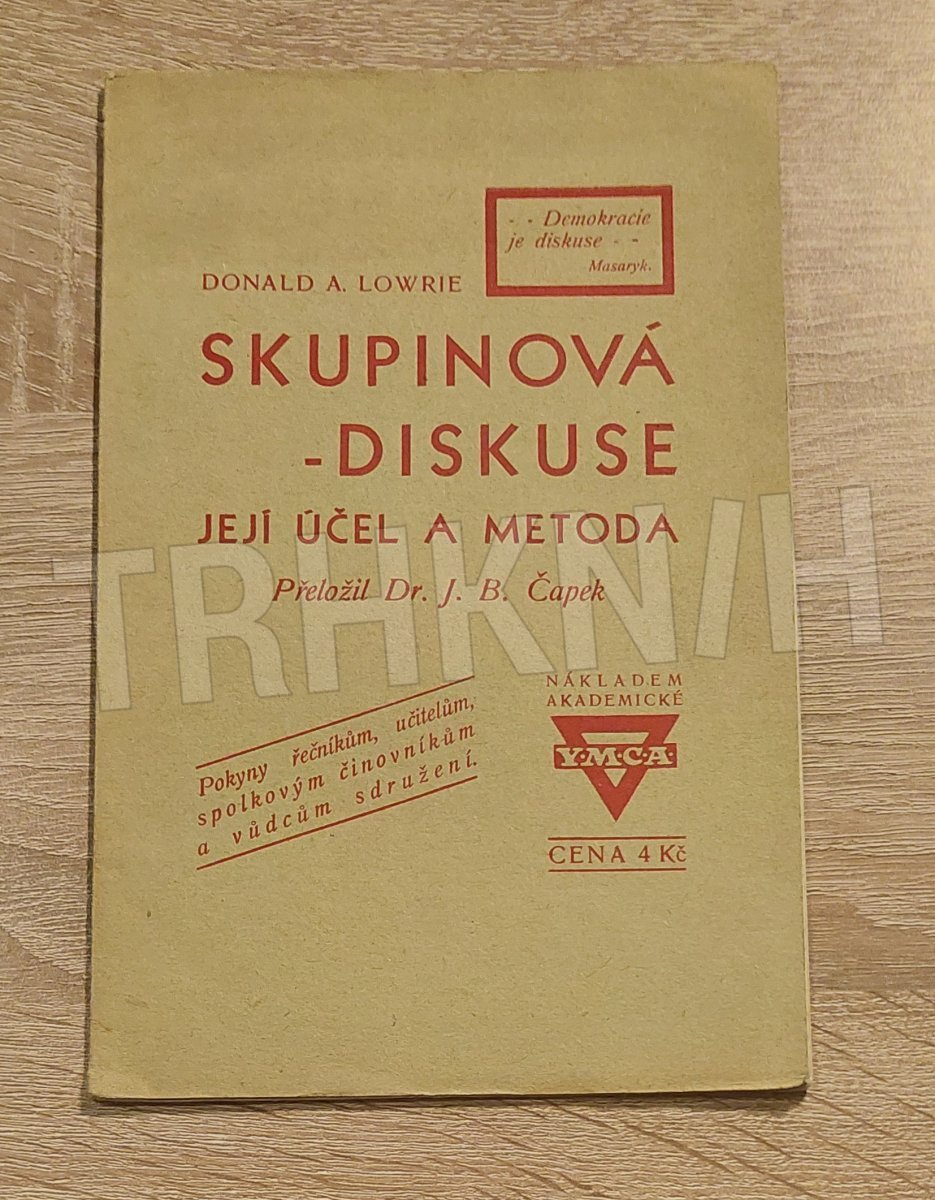 - - Demokracie
je diskuse - -
Masaryk.
DONALD A. LOWRIE
SKUPINOVÁ
-DISKUSE
JEJÍ ÚČEL A METODA
Přeložil Dr. J. B. Čapek
Pokyny řečníkům, učitelům,
spolkovým činovníkům
a vůdcům sdružení.
NÁKLADEM
AKADEMICKÉ
Y·M·C·A·
CENA 4 Kč
TRHKNIH